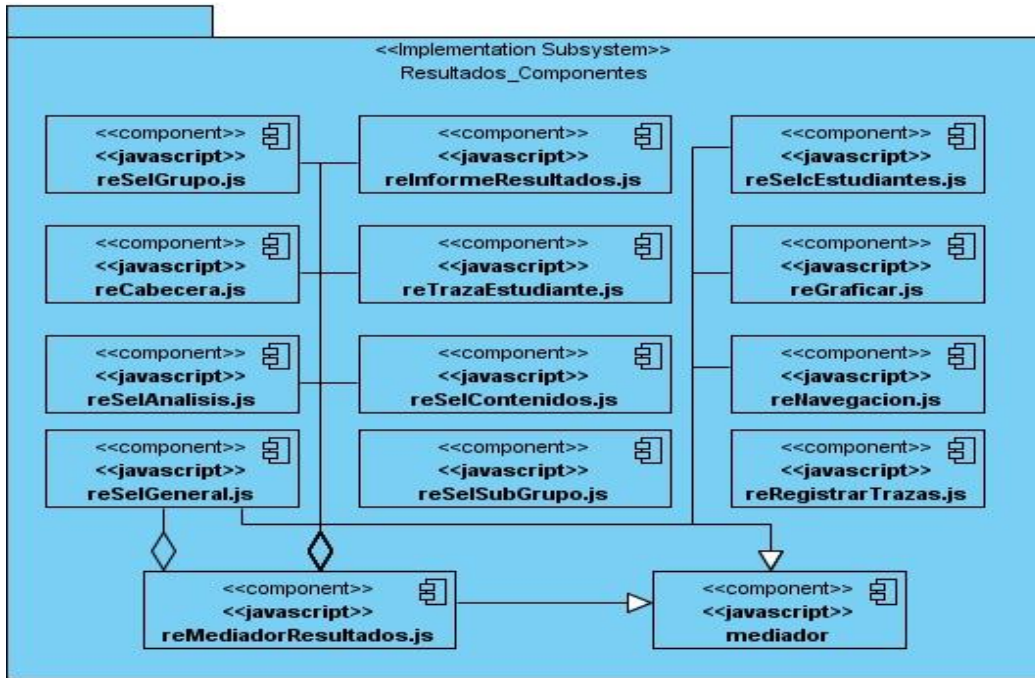 <<Implementation Subsystem>>
Resultados_Componentes
<<component>>
<<javascript>>
reSelGrupo.js
<<component>>
<<javascript>>
reInformeResultados.js
<<component>>
<<javascript>>
reSelcEstudiantes.js
<<component>>
<<javascript>>
reCabecera.js
<<component>>
<<javascript>>
reTrazaEstudiante.js
<<component>>
<<javascript>>
reGraficar.js
<<component>>
<<javascript>>
reSelAnalisis.js
<<component>>
<<javascript>>
reSelContenidos.js
<<component>>
<<javascript>>
reNavegacion.js
<<component>>
<<javascript>>
reSelGeneral.js
<<component>>
<<javascript>>
reSelSubGrupo.js
<<component>>
<<javascript>>
reRegistrarTrazas.js
<<component>>
<<javascript>>
reMediadorResultados.js
<<component>>
<<javascript>>
mediador